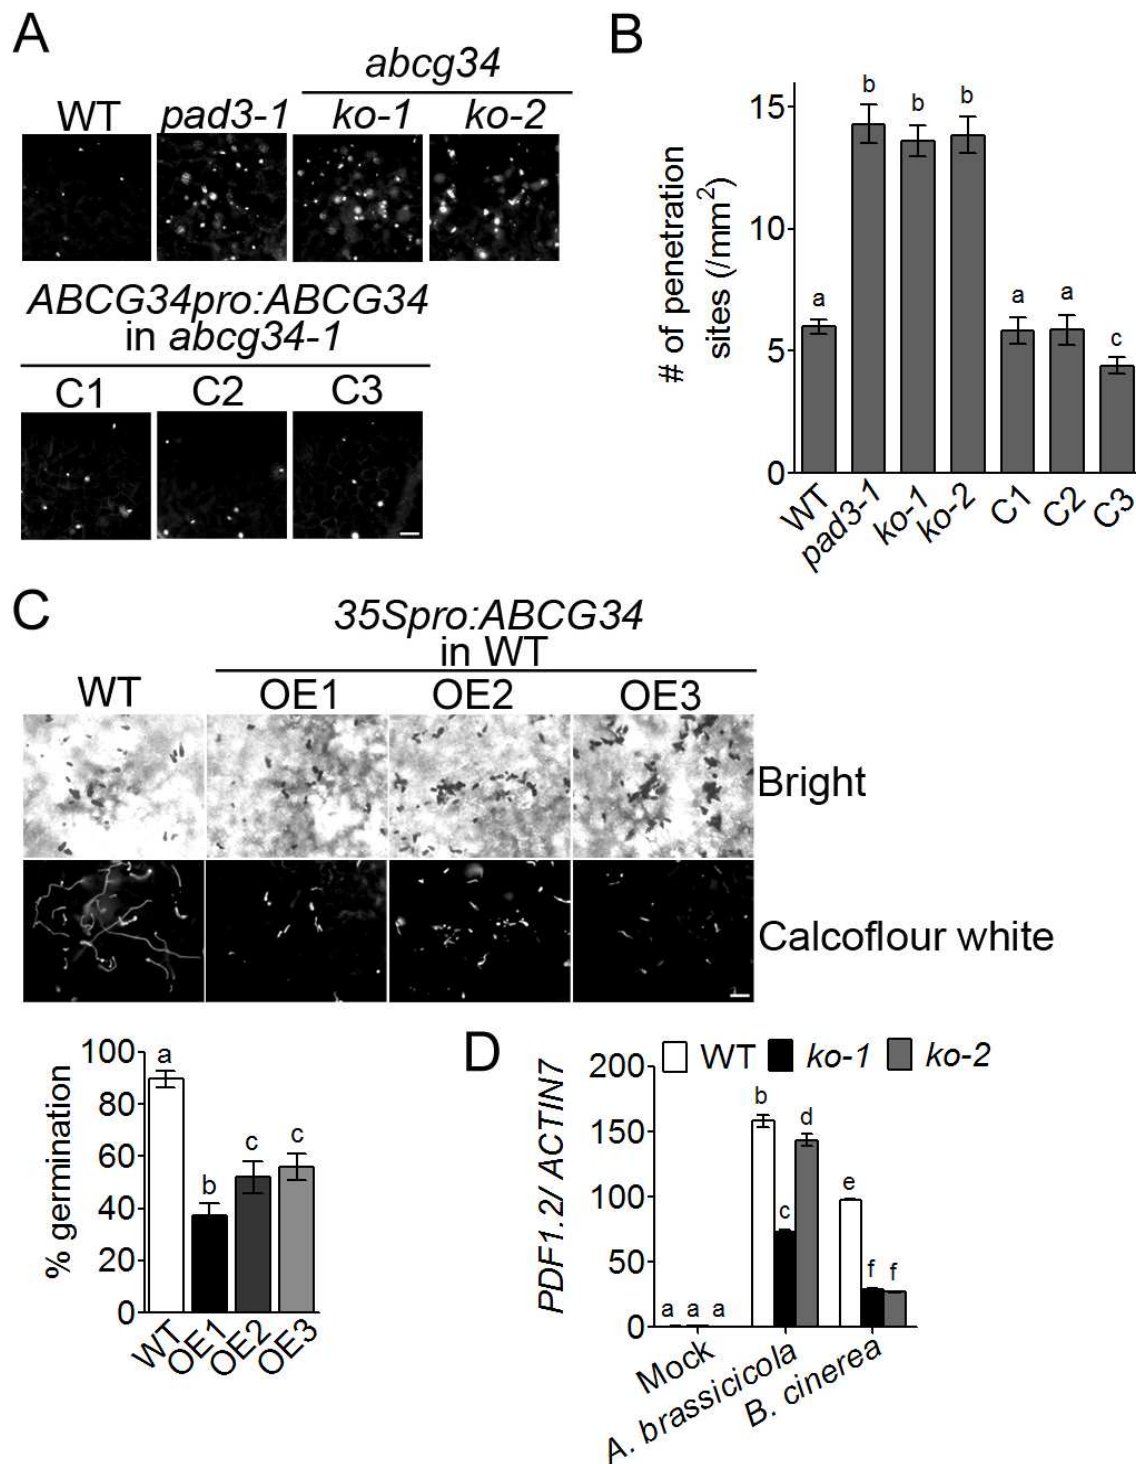 A
abcg34
WT pad3-1 ko-1 ko-2
ABCG34pro:ABCG34
in abcg34-1
C1 C2 C3
B
# of penetration
sites (/mm²)
15
10
5
0
b b b
a a a c
WT pad3-1 ko-1 ko-2 C1 C2 C3
C
35Spro:ABCG34
in WT
WT OE1 OE2 OE3
Bright
Calcoflour white
% germination
100
80
60
40
20
0
a b c c
WT OE1 OE2 OE3
D
WT ko-1 ko-2
PDF1.2/ ACTIN7
200
150
100
50
0
a a a b c d e f f
Mock
A. brassicicola
B. cinerea